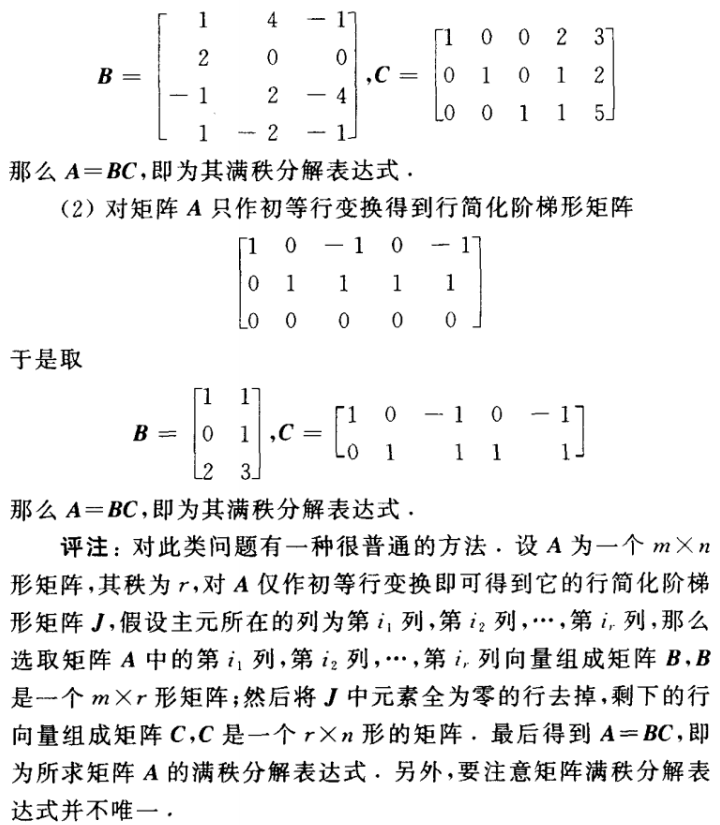 B = [ 1 4 −1 ; 2 0 0 ; −1 2 −4 ; 1 −2 −1 ] , C = [ 1 0 0 2 3 ; 0 1 0 1 2 ; 0 0 1 1 5 ]
那么 A=BC,即为其满秩分解表达式．
(2) 对矩阵 A 只作初等行变换得到行简化阶梯形矩阵
[ 1 0 −1 0 −1 ; 0 1 1 1 1 ; 0 0 0 0 0 ]
于是取
B = [ 1 1 ; 0 1 ; 2 3 ] , C = [ 1 0 −1 0 −1 ; 0 1 1 1 1 ]
那么 A=BC,即为其满秩分解表达式．
评注：对此类问题有一种很普通的方法．设 A 为一个 m×n
形矩阵,其秩为 r,对 A 仅作初等行变换即可得到它的行简化阶梯
形矩阵 J,假设主元所在的列为第 i₁ 列,第 i₂ 列,⋯,第 iᵣ 列,那么
选取矩阵 A 中的第 i₁ 列,第 i₂ 列,⋯,第 iᵣ 列向量组成矩阵 B,B
是一个 m×r 形矩阵;然后将 J 中元素全为零的行去掉,剩下的行
向量组成矩阵 C,C 是一个 r×n 形的矩阵．最后得到 A=BC,即
为所求矩阵 A 的满秩分解表达式．另外,要注意矩阵满秩分解表
达式并不唯一．